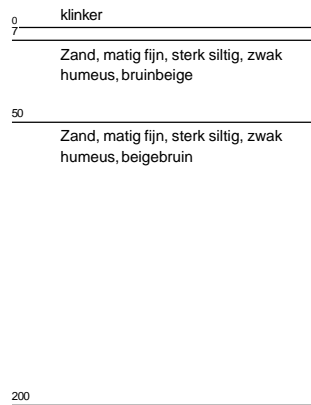 0
klinker
7
Zand, matig fijn, sterk siltig, zwak
humeus, bruinbeige
50
Zand, matig fijn, sterk siltig, zwak
humeus, beigebruin
200